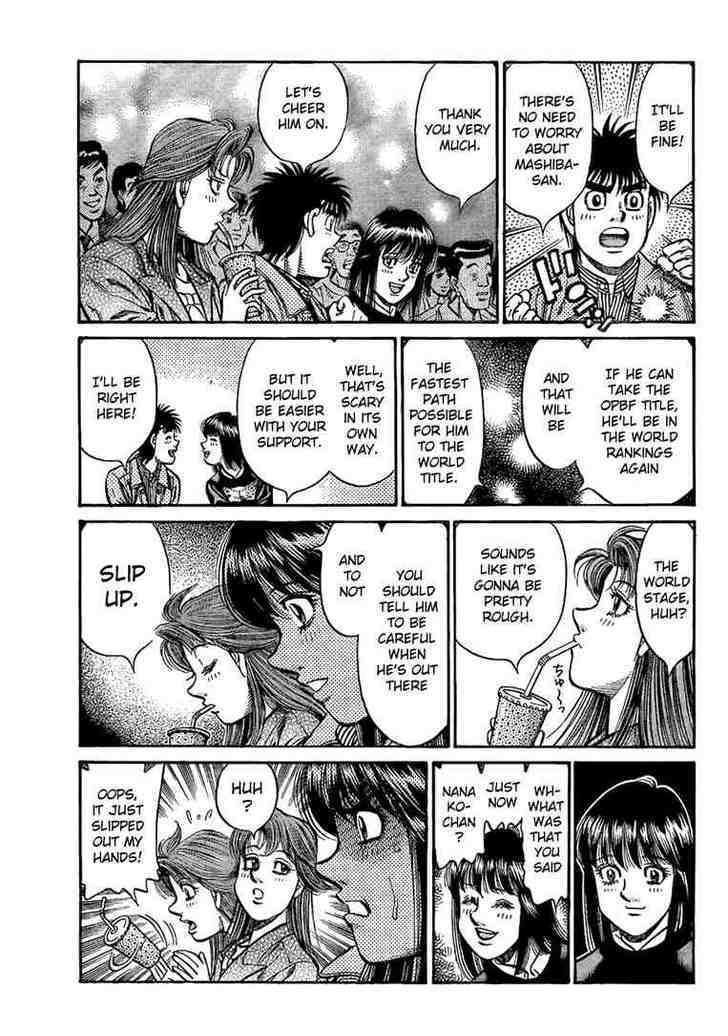 IT'LL
BE
FINE!
THERE'S
NO NEED
TO WORRY
ABOUT
MASHIBA-
SAN.
THANK
YOU VERY
MUCH.
LET'S
CHEER
HIM ON.
IF HE CAN
TAKE THE
OPBF TITLE,
HE'LL BE IN
THE WORLD
RANKINGS
AGAIN
AND
THAT
WILL
BE
THE
FASTEST
PATH
POSSIBLE
FOR HIM
TO THE
WORLD
TITLE.
WELL,
THAT'S
SCARY
IN ITS
OWN
WAY.
BUT IT
SHOULD
BE EASIER
WITH YOUR
SUPPORT.
I'LL BE
RIGHT
HERE!
THE
WORLD
STAGE,
HUH?
SOUNDS
LIKE IT'S
GONNA BE
PRETTY
ROUGH.
ちゅ〜っ
YOU
SHOULD
TELL HIM
TO BE
CAREFUL
WHEN
HE'S OUT
THERE
AND
TO
NOT
SLIP
UP.
WH-
WHAT
WAS
THAT
YOU
SAID
JUST
NOW
NANA
KO-
CHAN
?
HUH
?
OOPS,
IT JUST
SLIPPED
OUT MY
HANDS!